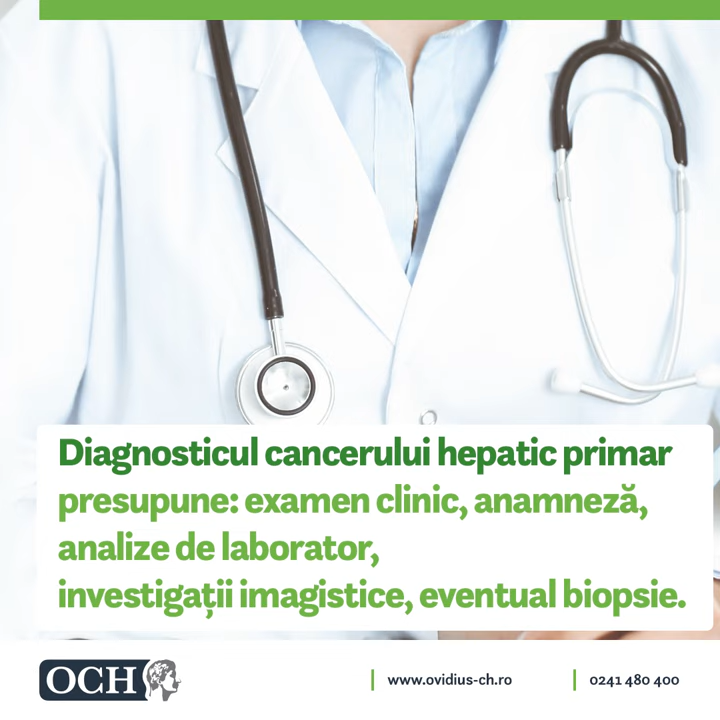 Diagnosticul cancerului hepatic primar
presupune: examen clinic, anamneză,
analize de laborator,
investigații imagistice, eventual biopsie.
OCH
www.ovidius-ch.ro
0241 480 400